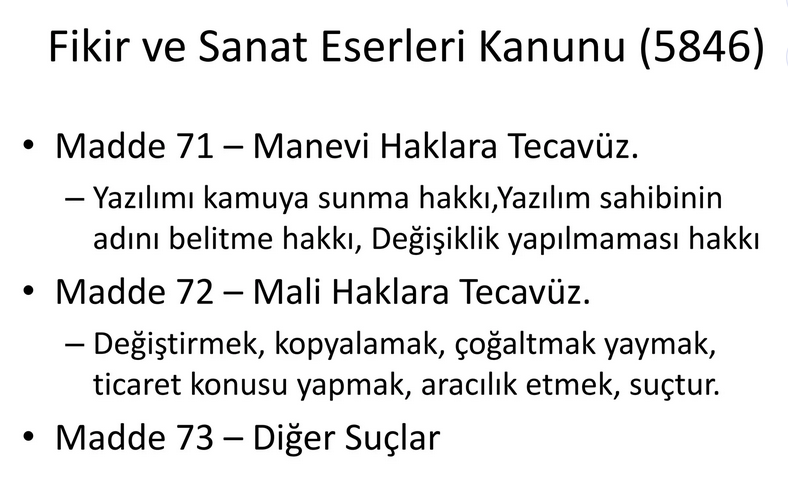 Fikir ve Sanat Eserleri Kanunu (5846)
• Madde 71 – Manevi Haklara Tecavüz.
– Yazılımı kamuya sunma hakkı,Yazılım sahibinin
adını belitme hakkı, Değişiklik yapılmaması hakkı
• Madde 72 – Mali Haklara Tecavüz.
– Değiştirmek, kopyalamak, çoğaltmak yaymak,
ticaret konusu yapmak, aracılık etmek, suçtur.
• Madde 73 – Diğer Suçlar